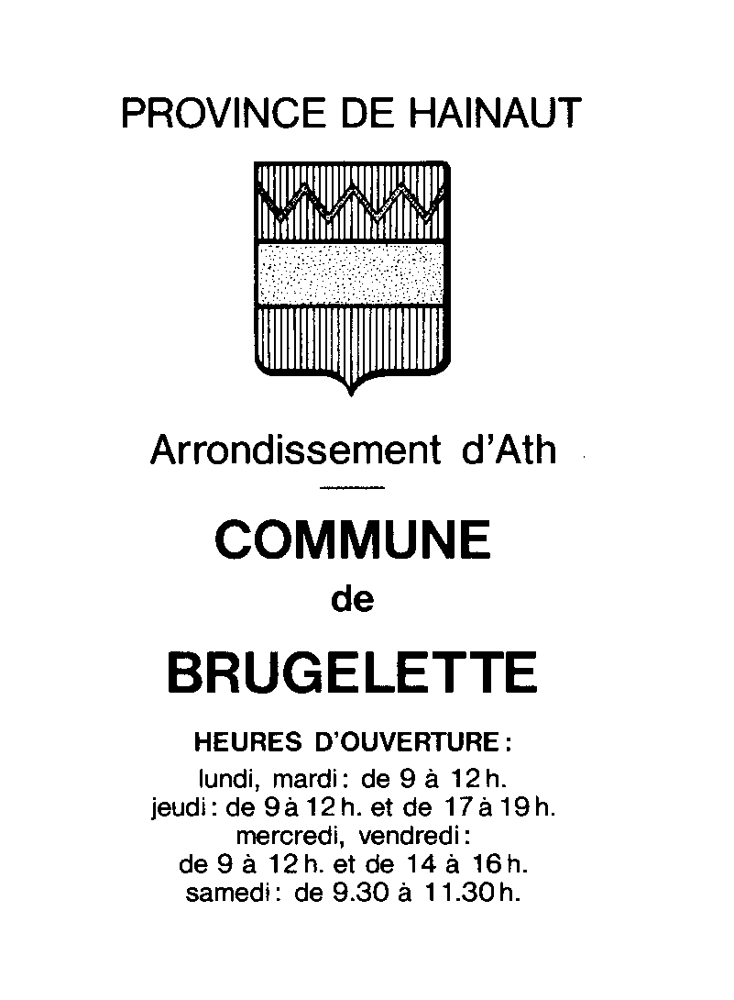 PROVINCE DE HAINAUT
Arrondissement d'Ath
COMMUNE
de
BRUGELETTE
HEURES D'OUVERTURE :
lundi, mardi : de 9 à 12 h.
jeudi : de 9 à 12 h. et de 17 à 19 h.
mercredi, vendredi :
de 9 à 12 h. et de 14 à 16 h.
samedi : de 9.30 à 11.30 h.